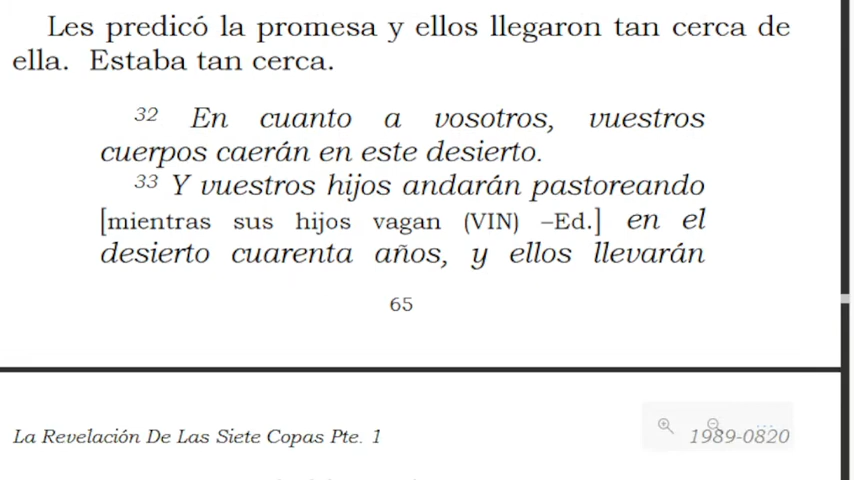 Les predicó la promesa y ellos llegaron tan cerca de
ella. Estaba tan cerca.
32 En cuanto a vosotros, vuestros
cuerpos caerán en este desierto.
33 Y vuestros hijos andarán pastoreando
[mientras sus hijos vagan (VIN) –Ed.] en el
desierto cuarenta años, y ellos llevarán
65
La Revelación De Las Siete Copas Pte. 1
1989-0820